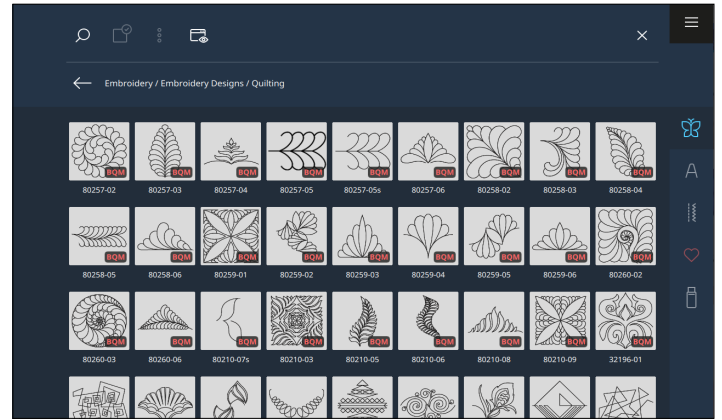 Embroidery / Embroidery Designs / Quilting
BQM BQM BQM BQM BQM BQM BQM BQM BQM
80257-02 80257-03 80257-04 80257-05 80257-05s 80257-06 80258-02 80258-03 80258-04
BQM BQM BQM BQM BQM BQM BQM BQM BQM
80258-05 80258-06 80259-01 80259-02 80259-03 80259-04 80259-05 80259-06 80260-02
BQM BQM BQM BQM BQM BQM BQM BQM BQM
80260-03 80260-06 80210-07s 80210-03 80210-05 80210-06 80210-08 80210-09 32196-01
A